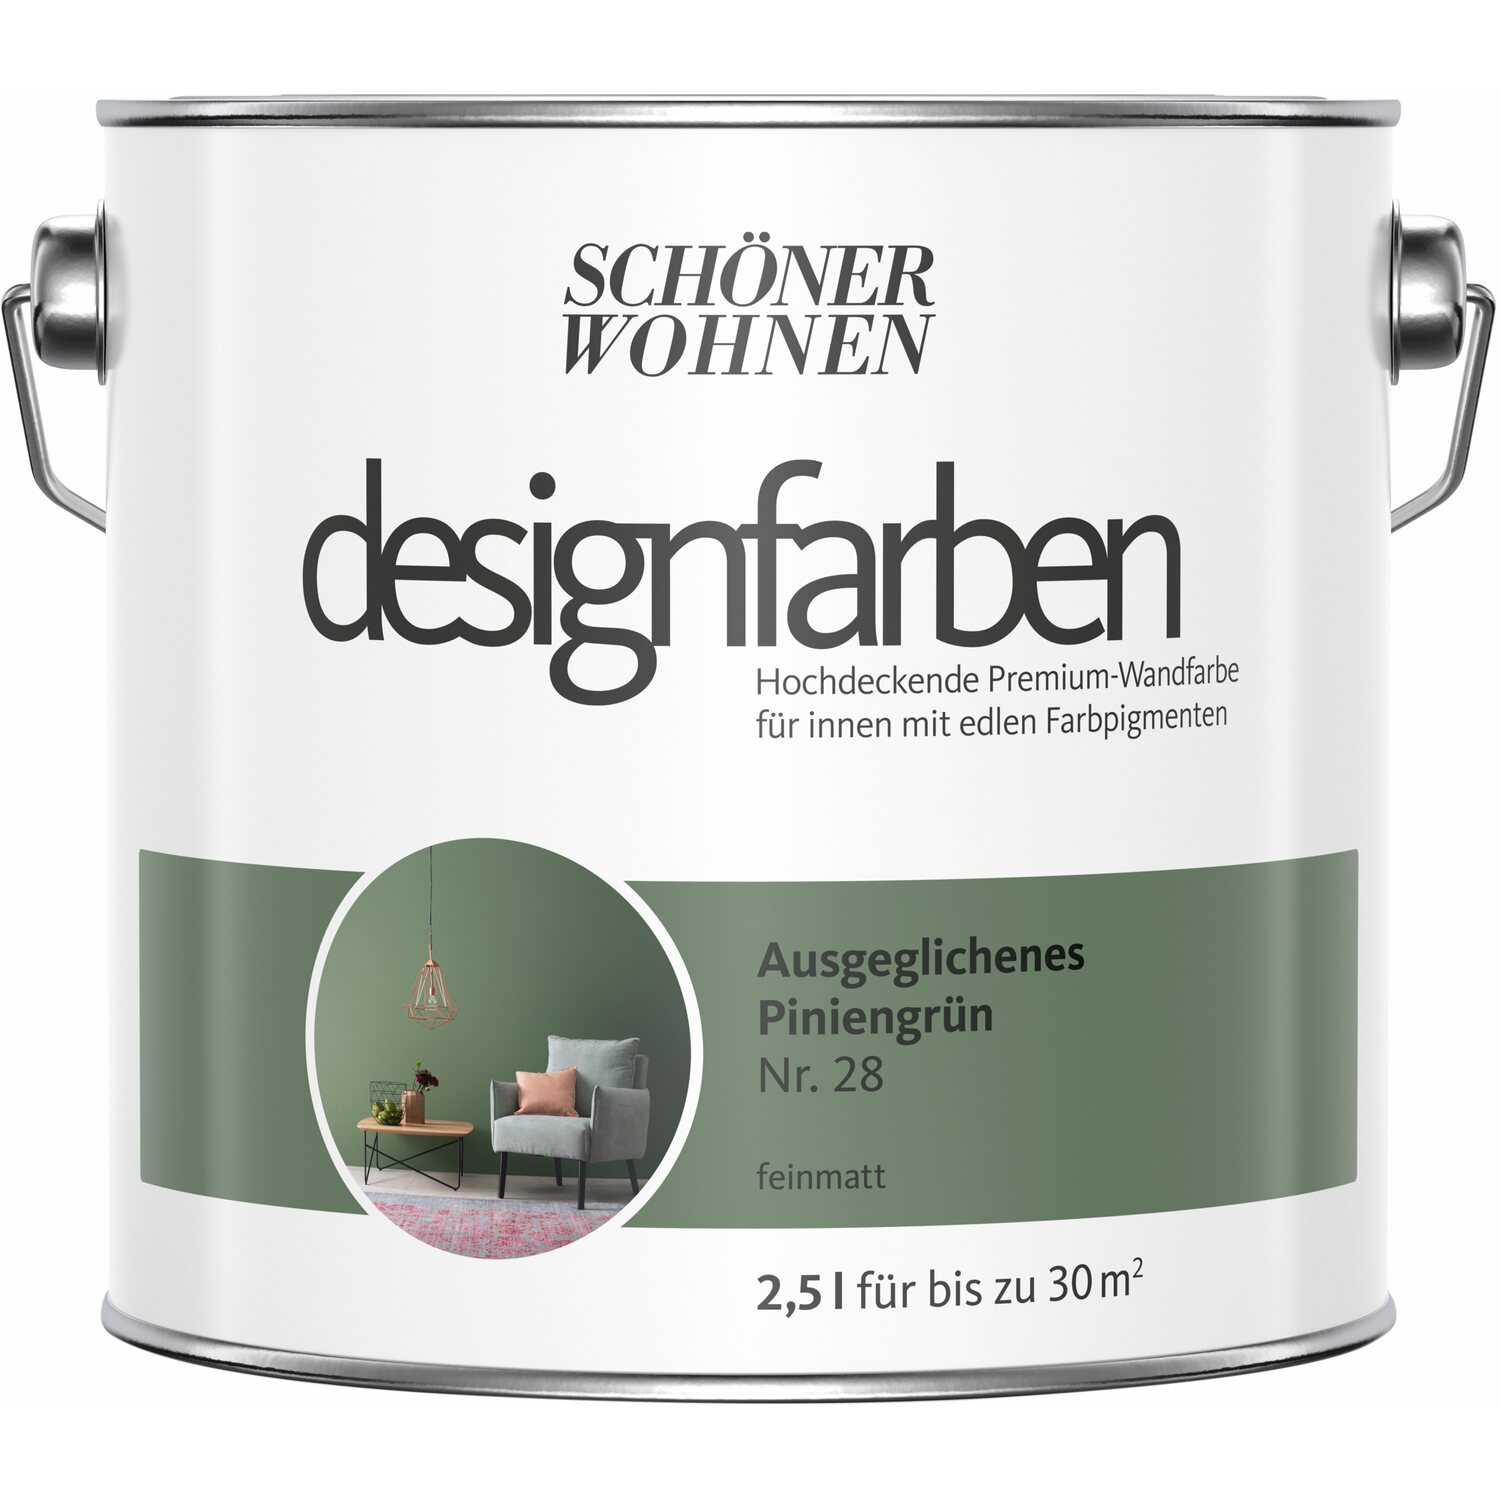 SCHÖNER
WOHNEN
designfarben
Hochdeckende Premium-Wandfarbe
für innen mit edlen Farbpigmenten
Ausgeglichenes
Piniengrün
Nr. 28
feinmatt
2,5 l für bis zu 30 m²